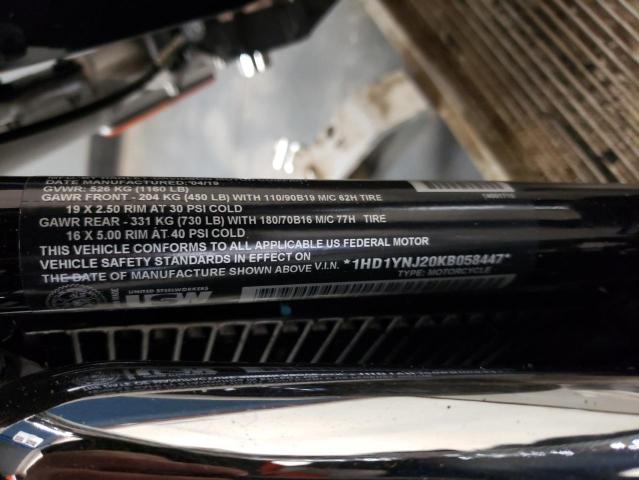 DATE MANUFACTURED: '04/19
GVWR: 526 KG (1160 LB)
GAWR FRONT - 204 KG (450 LB) WITH 110/90B19 M/C 62H TIRE
19 X 2.50 RIM AT 30 PSI COLD
GAWR REAR - 331 KG (730 LB) WITH 180/70B16 M/C 77H TIRE
16 X 5.00 RIM AT 40 PSI COLD
THIS VEHICLE CONFORMS TO ALL APPLICABLE US FEDERAL MOTOR
VEHICLE SAFETY STANDARDS IN EFFECT ON
THE DATE OF MANUFACTURE SHOWN ABOVE V.I.N. *1HD1YNJ20KB058447*
TYPE: MOTORCYCLE
UNITED STEELWORKERS